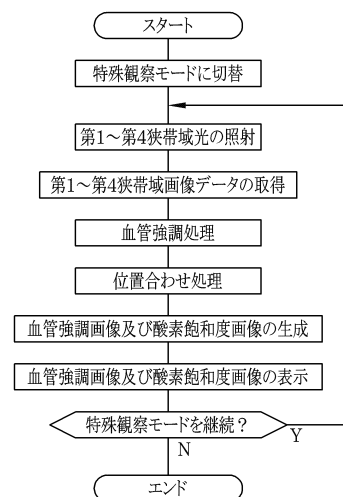 スタート
特殊観察モードに切替
第1～第4狭帯域光の照射
第1～第4狭帯域画像データの取得
血管強調処理
位置合わせ処理
血管強調画像及び酸素飽和度画像の生成
血管強調画像及び酸素飽和度画像の表示
特殊観察モードを継続？
Y
N
エンド